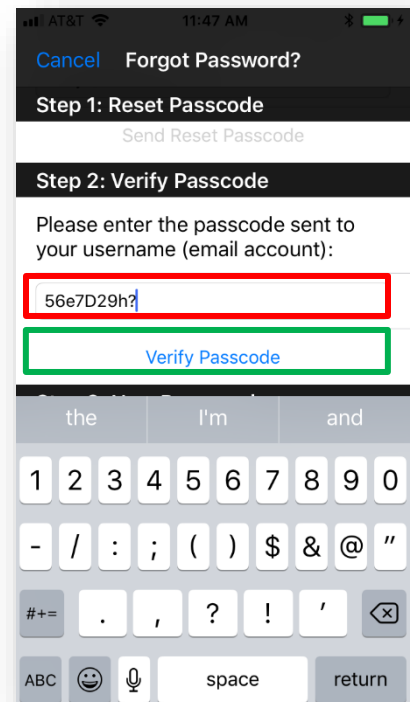 AT&T 11:47 AM
Cancel Forgot Password?
Step 1: Reset Passcode
Send Reset Passcode
Step 2: Verify Passcode
Please enter the passcode sent to
your username (email account):
56e7D29h?
Verify Passcode
the I'm and
1 2 3 4 5 6 7 8 9 0
- / : ; ( ) $ & @ "
#+= . , ? ! '
ABC space return